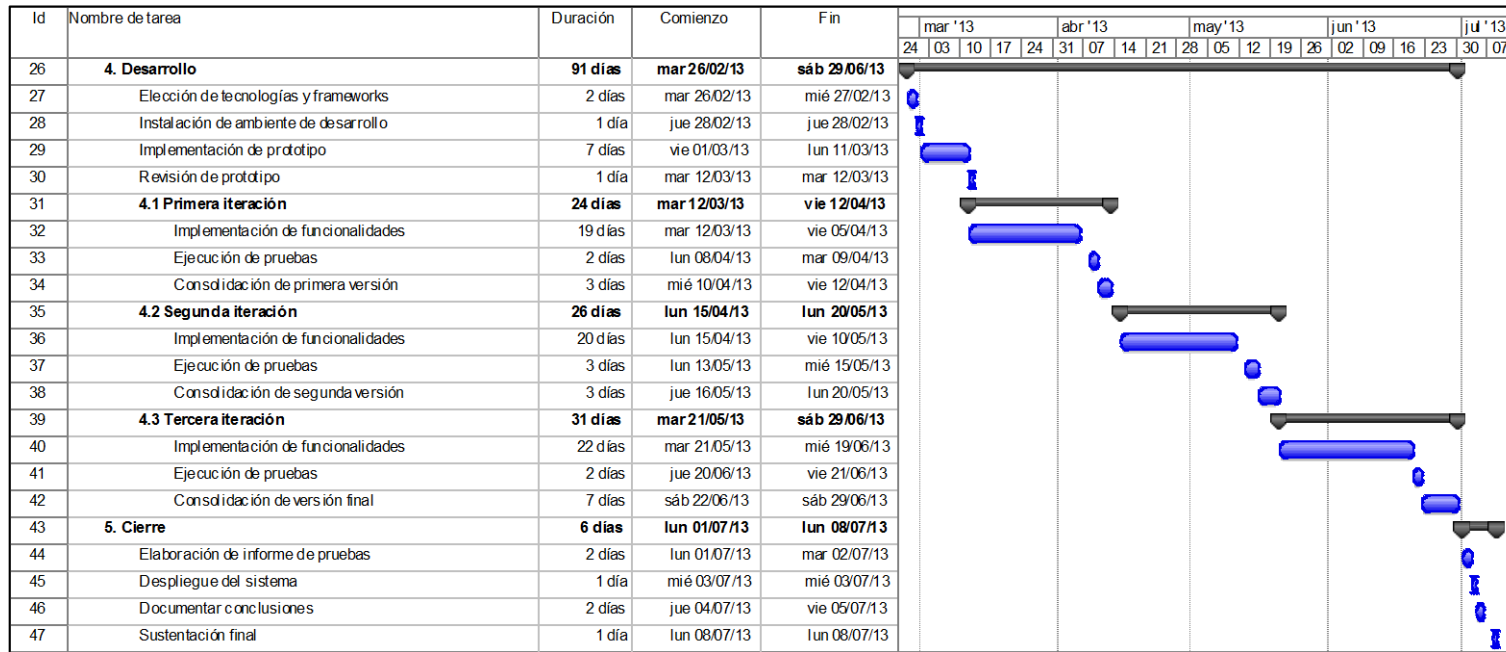 Id Nombre de tarea Duración Comienzo Fin
mar '13 abr '13 may '13 jun '13 jul '13
24 03 10 17 24 31 07 14 21 28 05 12 19 26 02 09 16 23 30 07
26 4. Desarrollo 91 días mar 26/02/13 sáb 29/06/13
27 Elección de tecnologías y frameworks 2 días mar 26/02/13 mié 27/02/13
28 Instalación de ambiente de desarrollo 1 día jue 28/02/13 jue 28/02/13
29 Implementación de prototipo 7 días vie 01/03/13 lun 11/03/13
30 Revisión de prototipo 1 día mar 12/03/13 mar 12/03/13
31 4.1 Primera iteración 24 días mar 12/03/13 vie 12/04/13
32 Implementación de funcionalidades 19 días mar 12/03/13 vie 05/04/13
33 Ejecución de pruebas 2 días lun 08/04/13 mar 09/04/13
34 Consolidación de primera versión 3 días mié 10/04/13 vie 12/04/13
35 4.2 Segunda iteración 26 días lun 15/04/13 lun 20/05/13
36 Implementación de funcionalidades 20 días lun 15/04/13 vie 10/05/13
37 Ejecución de pruebas 3 días lun 13/05/13 mié 15/05/13
38 Consolidación de segunda versión 3 días jue 16/05/13 lun 20/05/13
39 4.3 Tercera iteración 31 días mar 21/05/13 sáb 29/06/13
40 Implementación de funcionalidades 22 días mar 21/05/13 mié 19/06/13
41 Ejecución de pruebas 2 días jue 20/06/13 vie 21/06/13
42 Consolidación de versión final 7 días sáb 22/06/13 sáb 29/06/13
43 5. Cierre 6 días lun 01/07/13 lun 08/07/13
44 Elaboración de informe de pruebas 2 días lun 01/07/13 mar 02/07/13
45 Despliegue del sistema 1 día mié 03/07/13 mié 03/07/13
46 Documentar conclusiones 2 días jue 04/07/13 vie 05/07/13
47 Sustentación final 1 día lun 08/07/13 lun 08/07/13